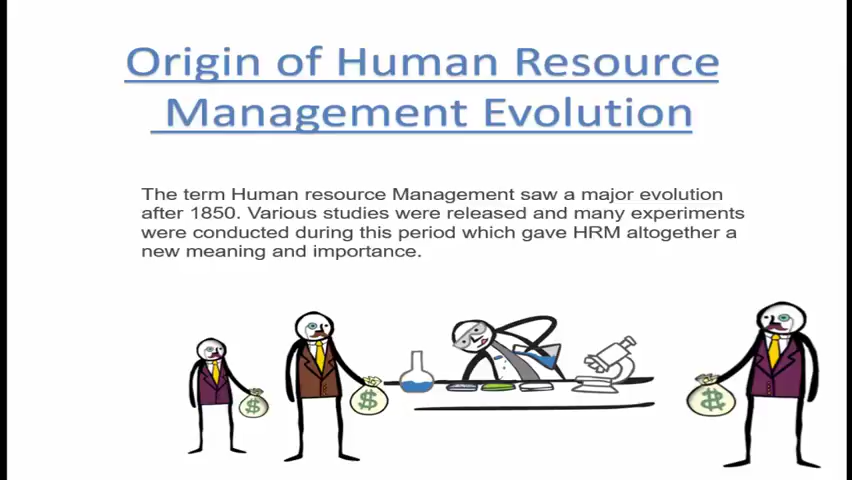 Origin of Human Resource
Management Evolution
The term Human resource Management saw a major evolution
after 1850. Various studies were released and many experiments
were conducted during this period which gave HRM altogether a
new meaning and importance.
$
$
$